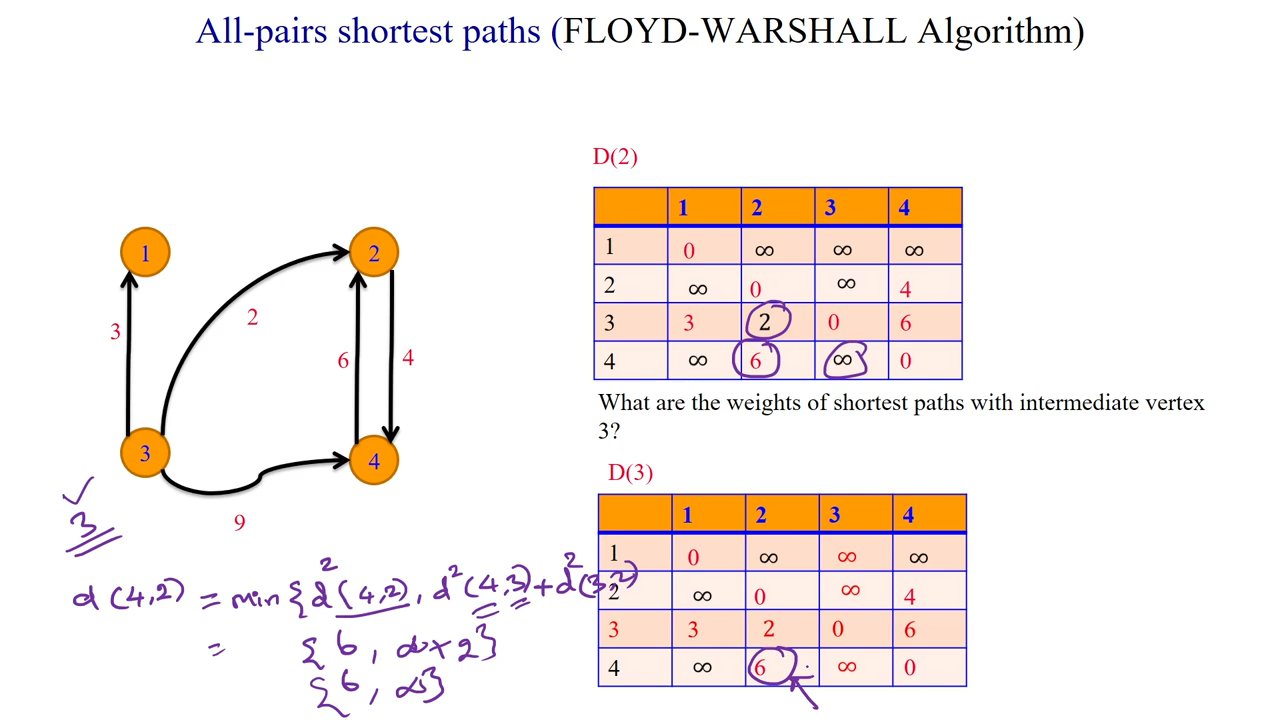 All-pairs shortest paths (FLOYD-WARSHALL Algorithm)
D(2)
1 2 3 4
1 0 ∞ ∞ ∞
2 ∞ 0 ∞ 4
3 3 2 0 6
4 ∞ 6 ∞ 0
What are the weights of shortest paths with intermediate vertex
3?
D(3)
1 2 3 4
1 0 ∞ ∞ ∞
2 ∞ 0 ∞ 4
3 3 2 0 6
4 ∞ 6 ∞ 0
1 2
3 2 6 4
3 4
9
3
d (4,2) = min { d² (4,2), d² (4,3) + d² (3,2)
= { 6, ∞ + 2 }
{ 6, ∞ }